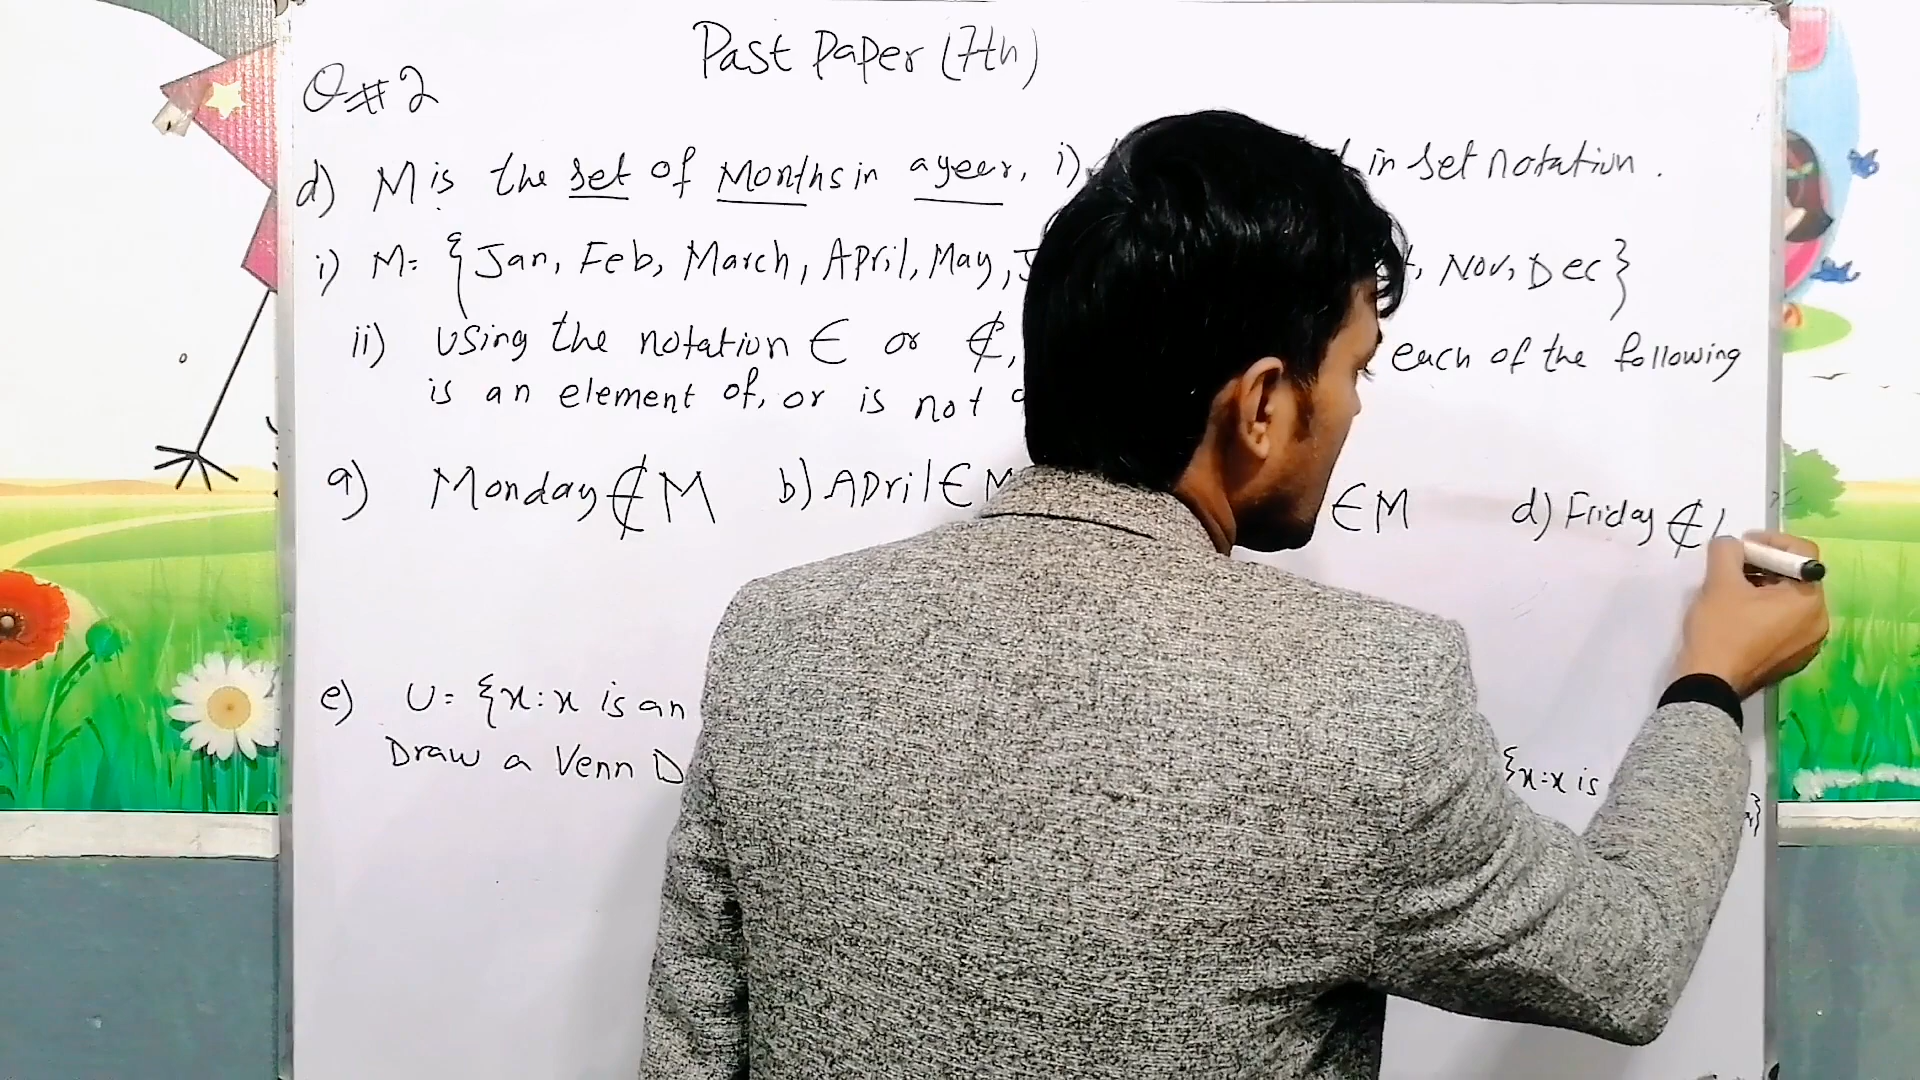 Past Paper (7th)
Q#2
d) M is the set of Months in a year, i) in set notation.
i) M= {Jan, Feb, March, April, May, Nov, Dec}
ii) using the notation ∈ or ∉, each of the following
is an element of, or is not
a) Monday ∉ M b) April ∈ M ∈ M d) Friday ∉
e) U= {x:x is an
Draw a Venn D {x:x is
}